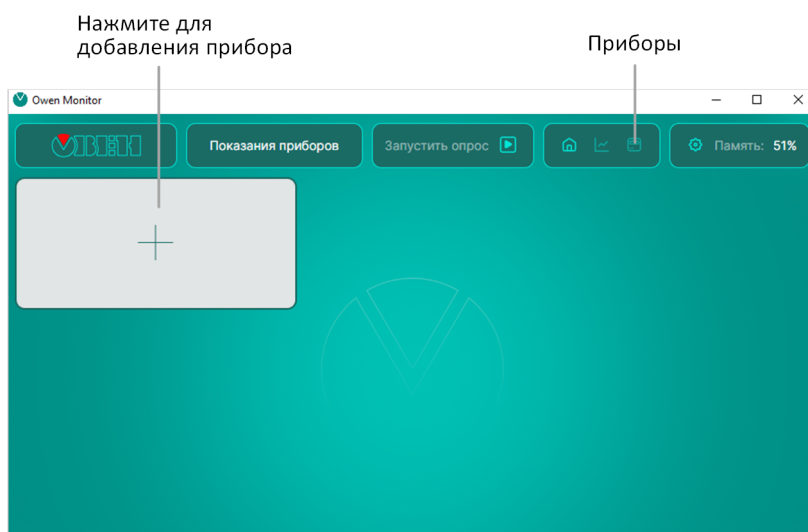 Нажмите для
добавления прибора
Приборы
Owen Monitor
ОВЕН
Показания приборов
Запустить опрос
Память: 51%